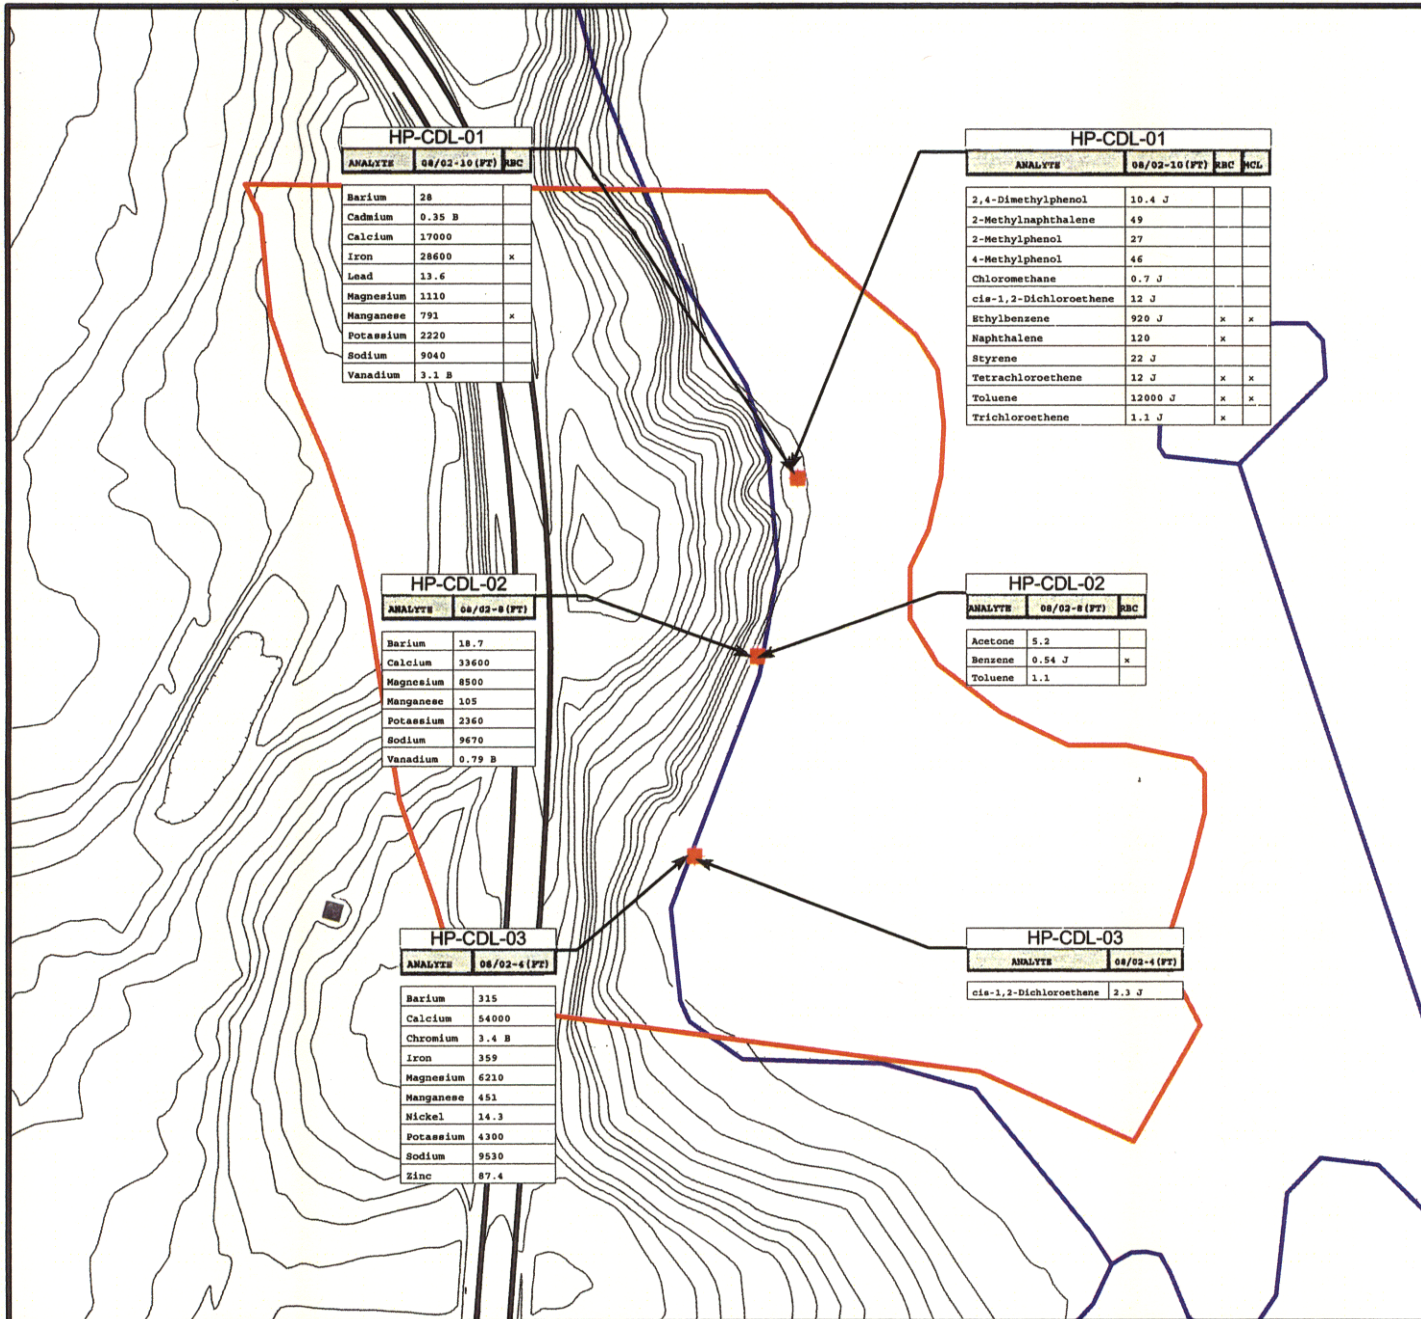 HP-CDL-01
ANALYTE 08/02-10(FT) RBC
Barium 28
Cadmium 0.35 B
Calcium 17000
Iron 28600 x
Lead 13.6
Magnesium 1110
Manganese 791 x
Potassium 2220
Sodium 9040
Vanadium 3.1 B
HP-CDL-01
ANALYTE 08/02-10(FT) RBC MCL
2,4-Dimethylphenol 10.4 J
2-Methylnaphthalene 49
2-Methylphenol 27
4-Methylphenol 46
Chloromethane 0.7 J
cis-1,2-Dichloroethene 12 J
Ethylbenzene 920 J x x
Naphthalene 120 x
Styrene 22 J
Tetrachloroethene 12 J x x
Toluene 12000 J x x
Trichloroethene 1.1 J x
HP-CDL-02
ANALYTE 08/02-8(FT)
Barium 18.7
Calcium 33600
Magnesium 8500
Manganese 105
Potassium 2360
Sodium 9670
Vanadium 0.79 B
HP-CDL-02
ANALYTE 08/02-8(FT) RBC
Acetone 5.2
Benzene 0.54 J x
Toluene 1.1
HP-CDL-03
ANALYTE 08/02-4(FT)
Barium 315
Calcium 54000
Chromium 3.4 B
Iron 359
Magnesium 6210
Manganese 451
Nickel 14.3
Potassium 4300
Sodium 9530
Zinc 87.4
HP-CDL-03
ANALYTE 08/02-4(FT)
cis-1,2-Dichloroethene 2.3 J